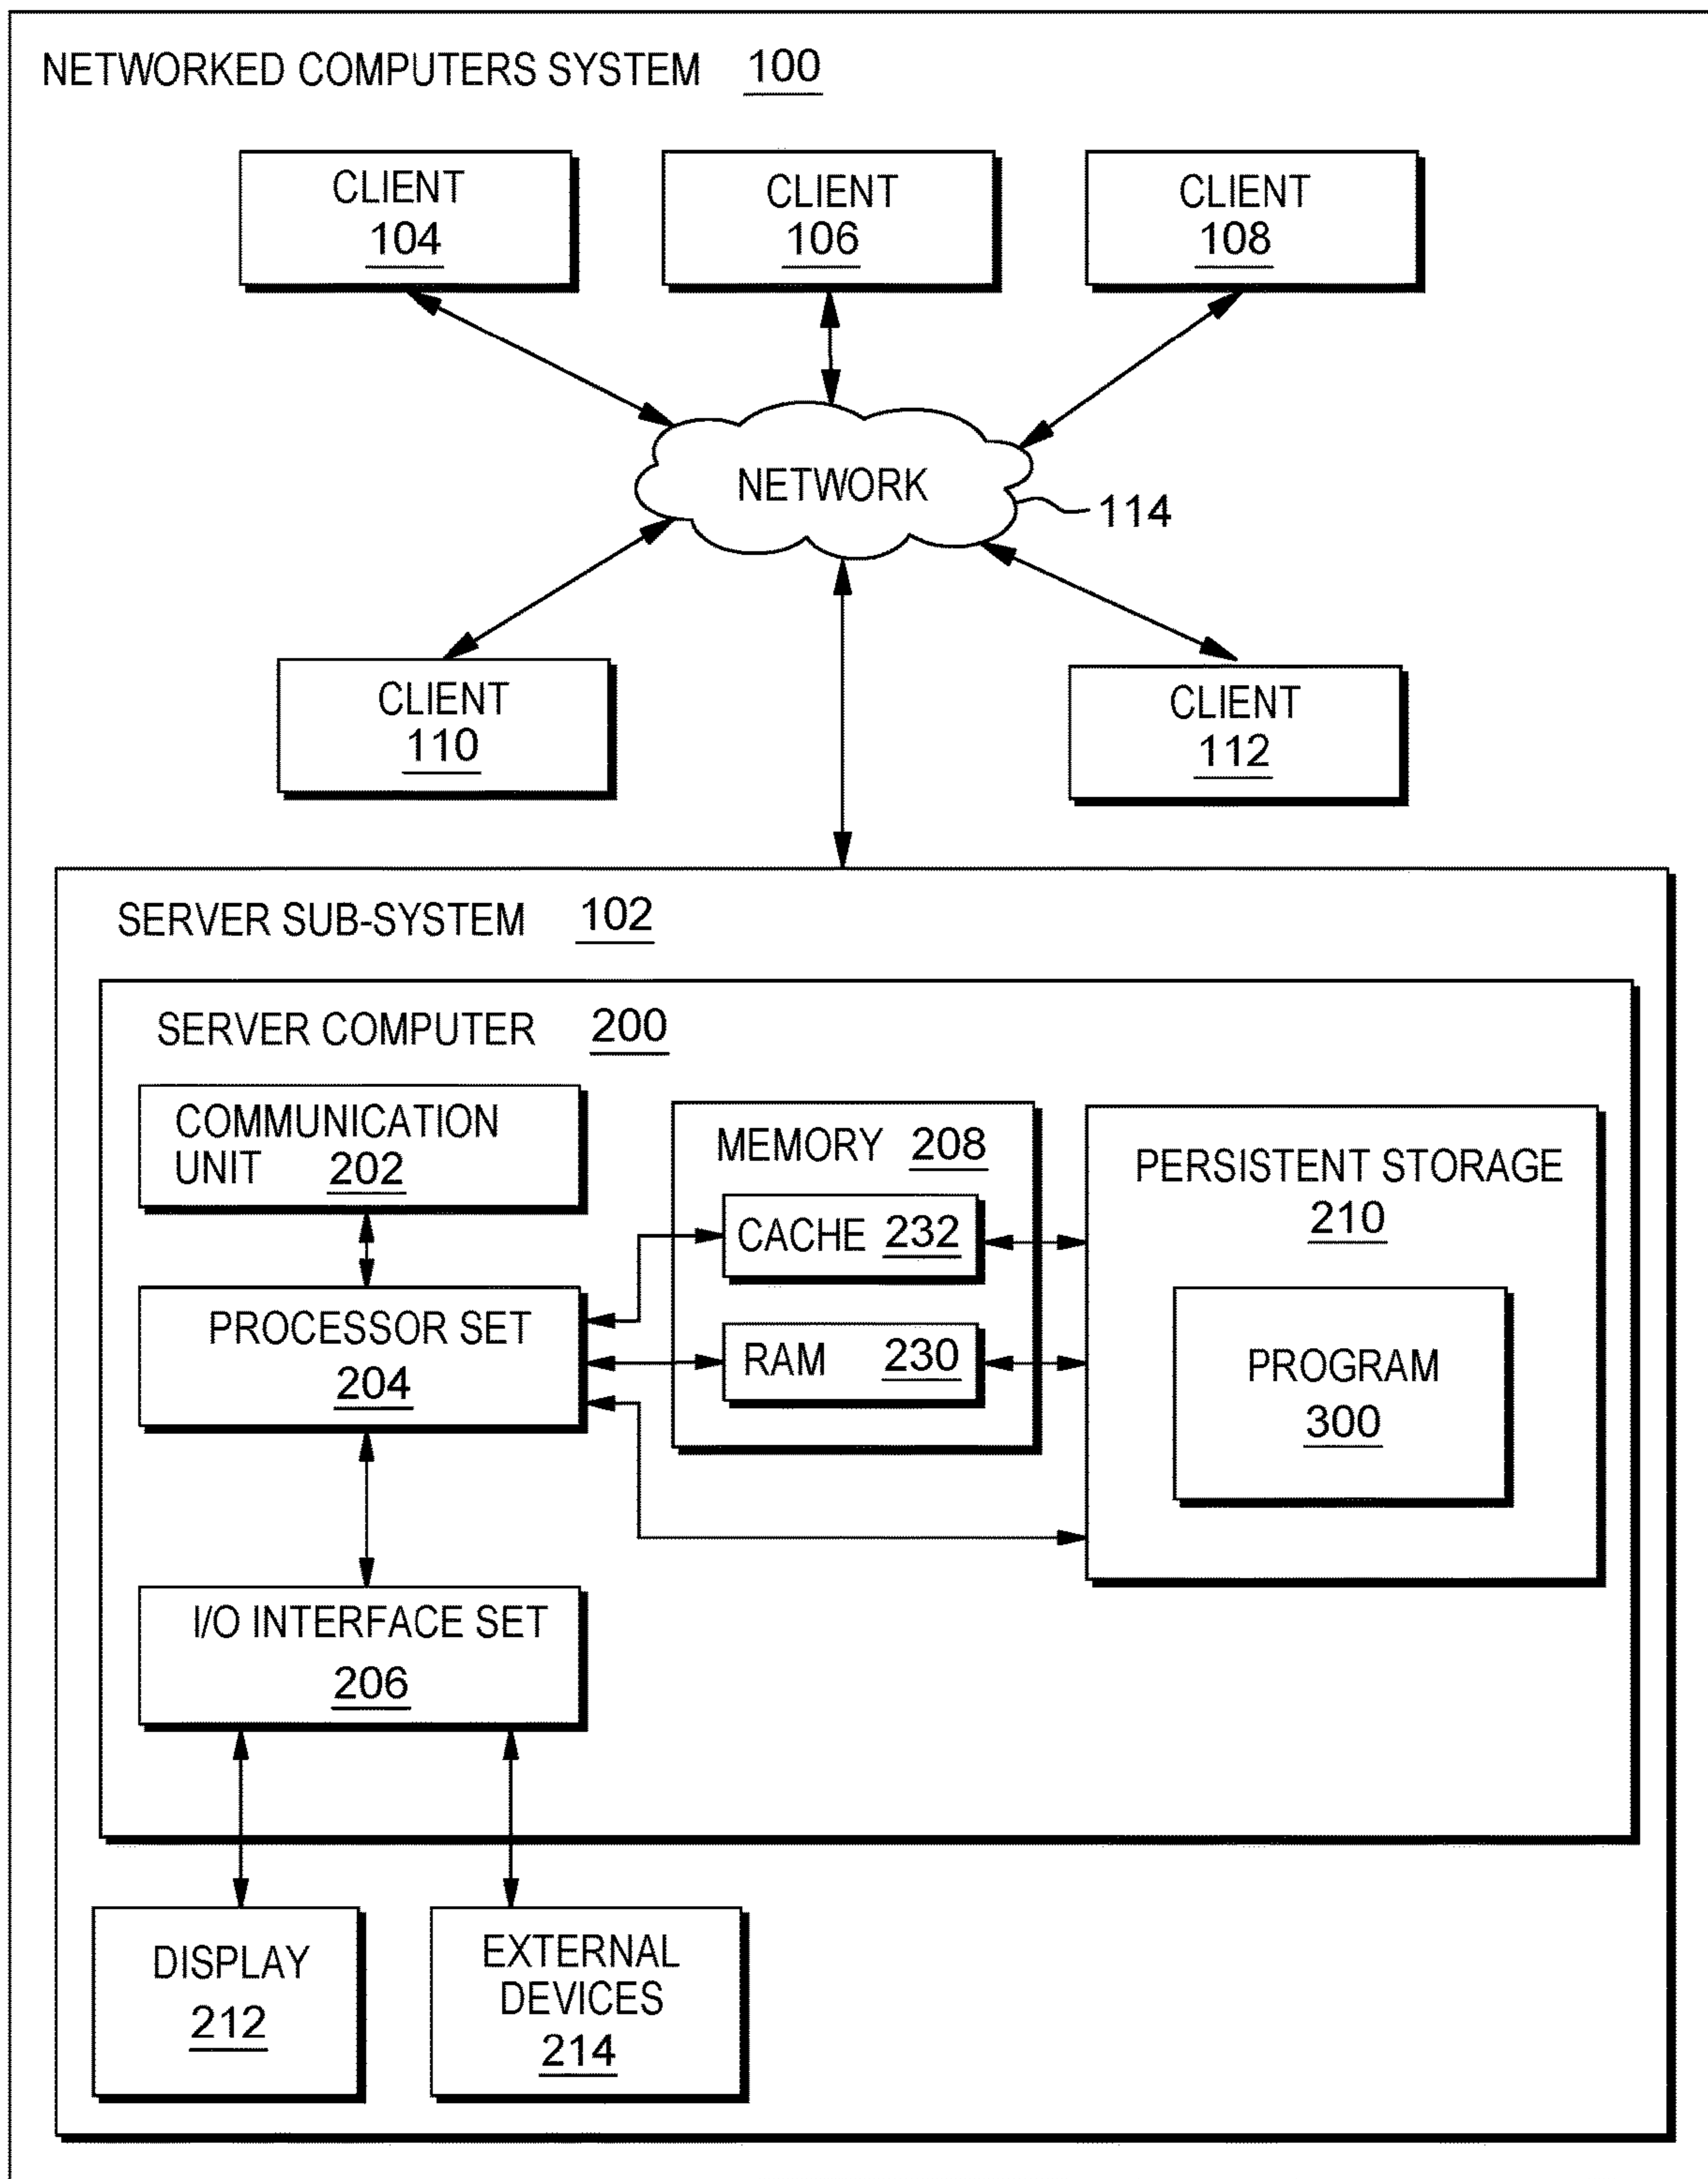 NETWORKED COMPUTERS SYSTEM 100
CLIENT
104
CLIENT
106
CLIENT
108
NETWORK
114
CLIENT
110
CLIENT
112
SERVER SUB-SYSTEM 102
SERVER COMPUTER 200
COMMUNICATION
UNIT 202
MEMORY 208
CACHE 232
RAM 230
PERSISTENT STORAGE
210
PROGRAM
300
PROCESSOR SET
204
I/O INTERFACE SET
206
DISPLAY
212
EXTERNAL
DEVICES
214